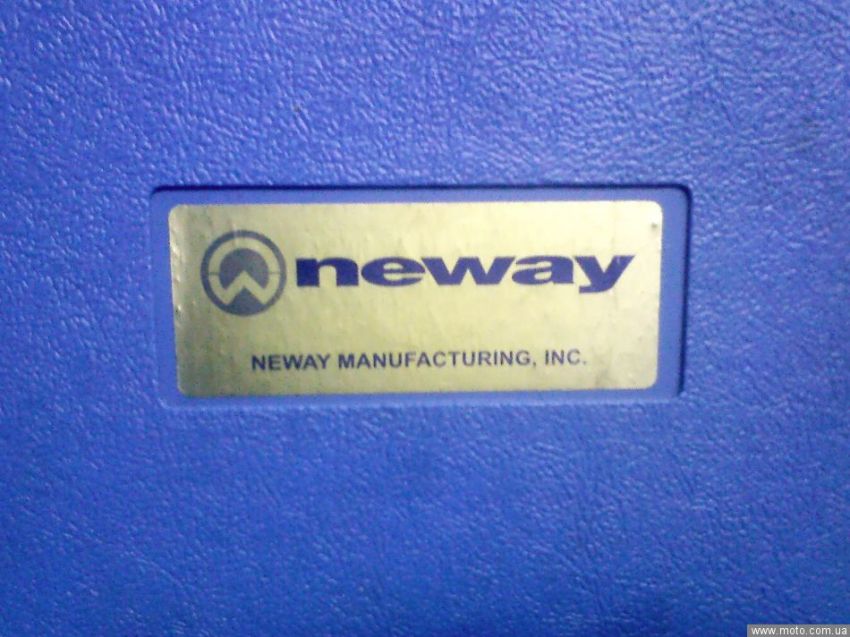 neway
NEWAY MANUFACTURING, INC.
www.moto.com.ua